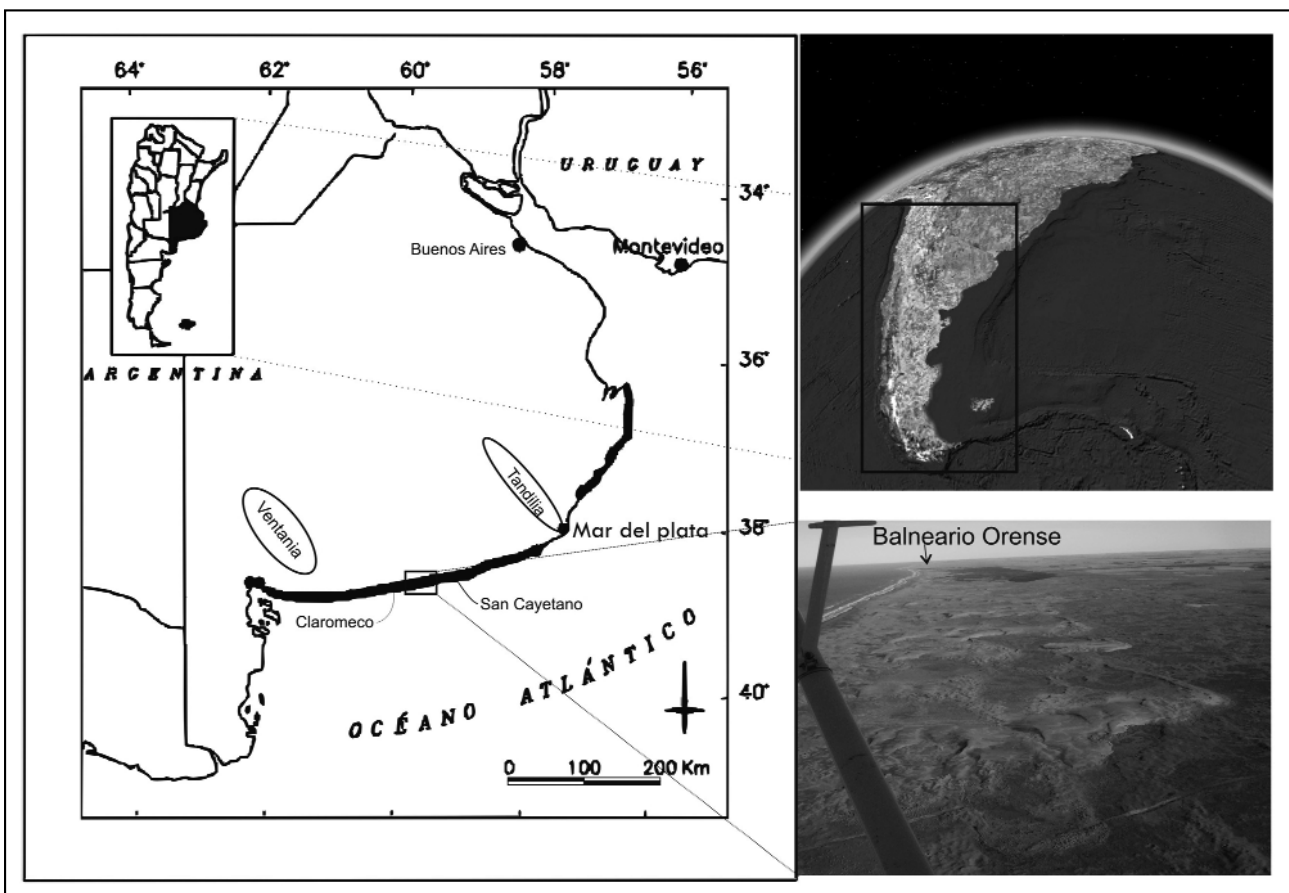 64° 62° 60° 58° 56°
URUGUAY
34°
Buenos Aires
Montevideo
ARGENTINA
36°
Tandilia
Ventania
38°
Mar del plata
San Cayetano
Claromeco
OCÉANO ATLÁNTICO
40°
0 100 200 Km
Balneario Orense